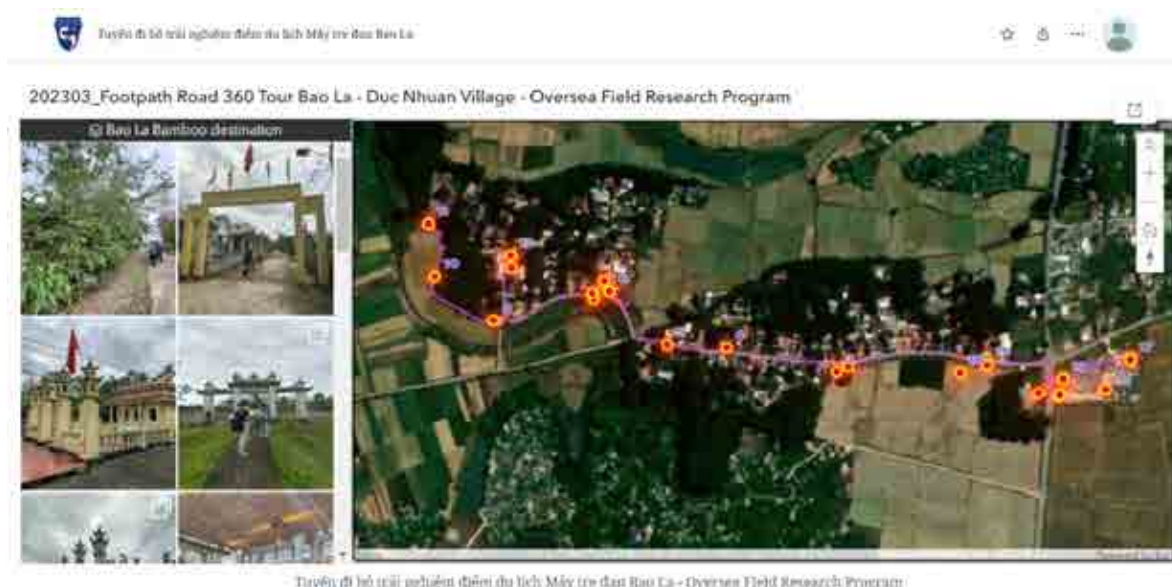 Tuyến đi bộ trải nghiệm điểm du lịch Mây tre đan Bao La
202303_Footpath Road 360 Tour Bao La - Duc Nhuan Village - Oversea Field Research Program
Bao La Bamboo destination
Tuyến đi bộ trải nghiệm điểm du lịch Mây tre đan Bao La - Oversea Field Research Program